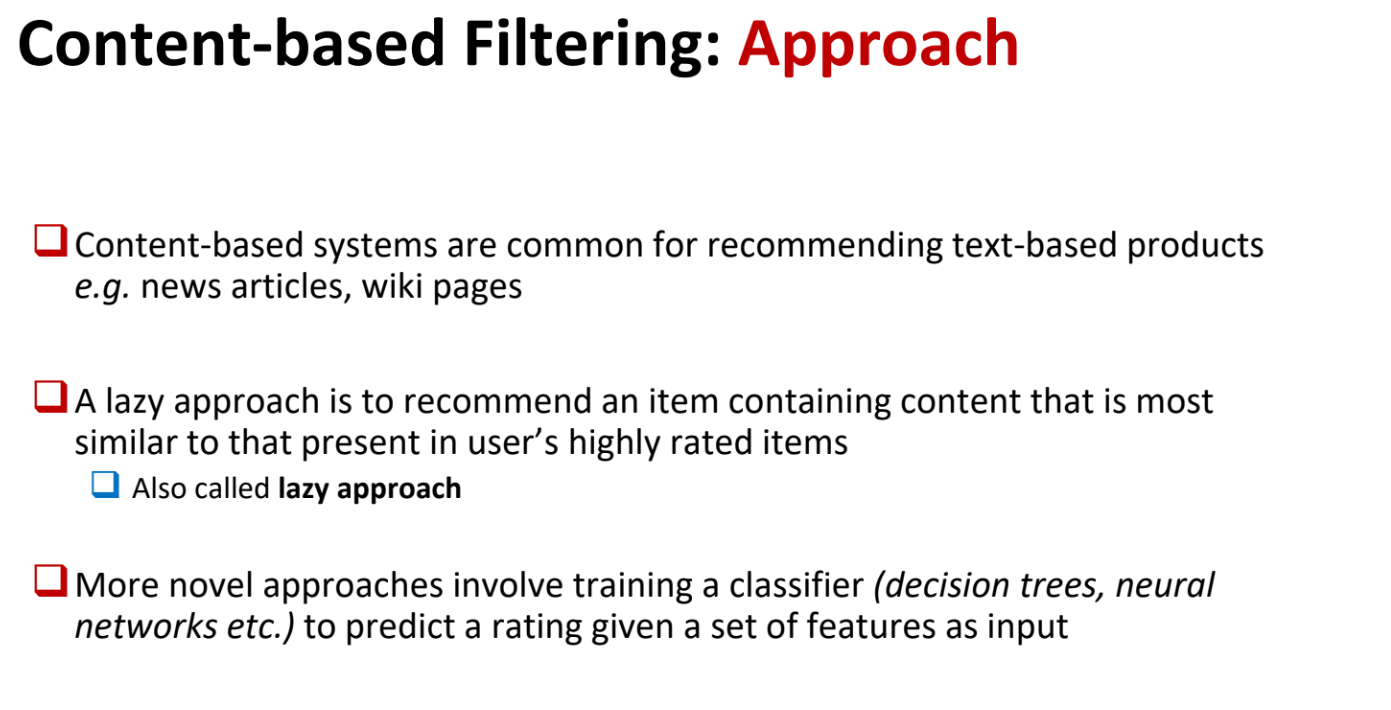 Content-based Filtering: Approach
Content-based systems are common for recommending text-based products
e.g. news articles, wiki pages
A lazy approach is to recommend an item containing content that is most
similar to that present in user’s highly rated items
Also called lazy approach
More novel approaches involve training a classifier (decision trees, neural
networks etc.) to predict a rating given a set of features as input